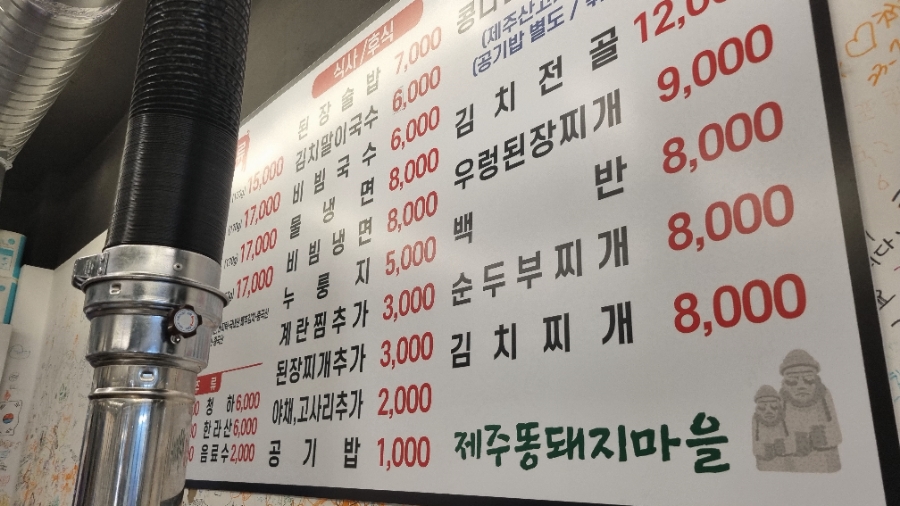 15,000
17,000
17,000
17,000
류
청하 6,000
한라산 6,000
음료수 2,000
식사/후식
된장술밥 7,000
김치말이국수 6,000
비빔국수 6,000
물냉면 8,000
비빔냉면 8,000
누룽지 5,000
계란찜추가 3,000
된장찌개추가 3,000
야채,고사리추가 2,000
공기밥 1,000
(공기밥 별도 /
김치전골 12,000
우렁된장찌개 9,000
백반 8,000
순두부찌개 8,000
김치찌개 8,000
제주똥돼지마을